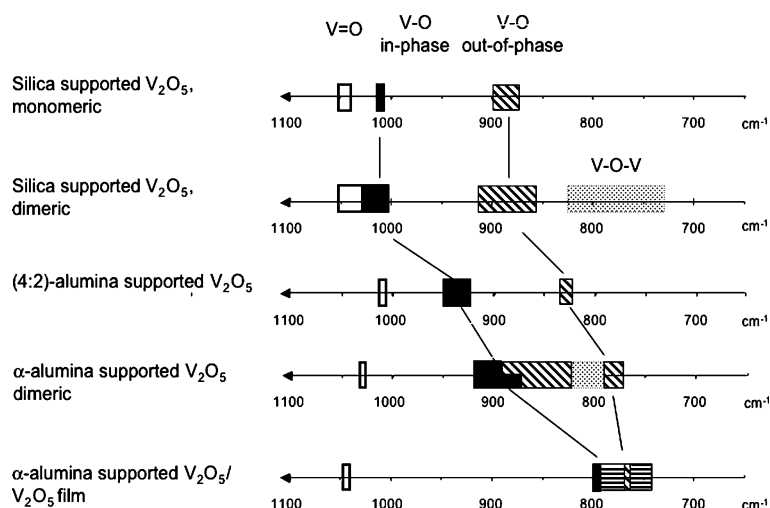 V=O
V-O
in-phase
V-O
out-of-phase
Silica supported V₂O₅,
monomeric
1100 1000 900 800 700 cm⁻¹
V-O-V
Silica supported V₂O₅,
dimeric
1100 1000 900 800 700 cm⁻¹
(4:2)-alumina supported V₂O₅
1100 1000 900 800 700 cm⁻¹
α-alumina supported V₂O₅
dimeric
1100 1000 900 800 700 cm⁻¹
α-alumina supported V₂O₅/
V₂O₅ film
1100 1000 900 800 700 cm⁻¹